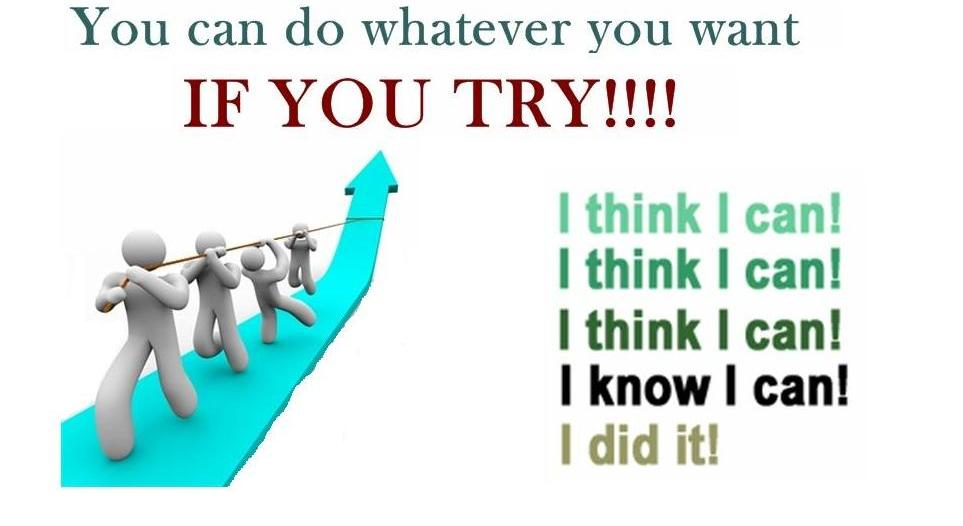 You can do whatever you want
IF YOU TRY!!!!
I think I can!
I think I can!
I think I can!
I know I can!
I did it!